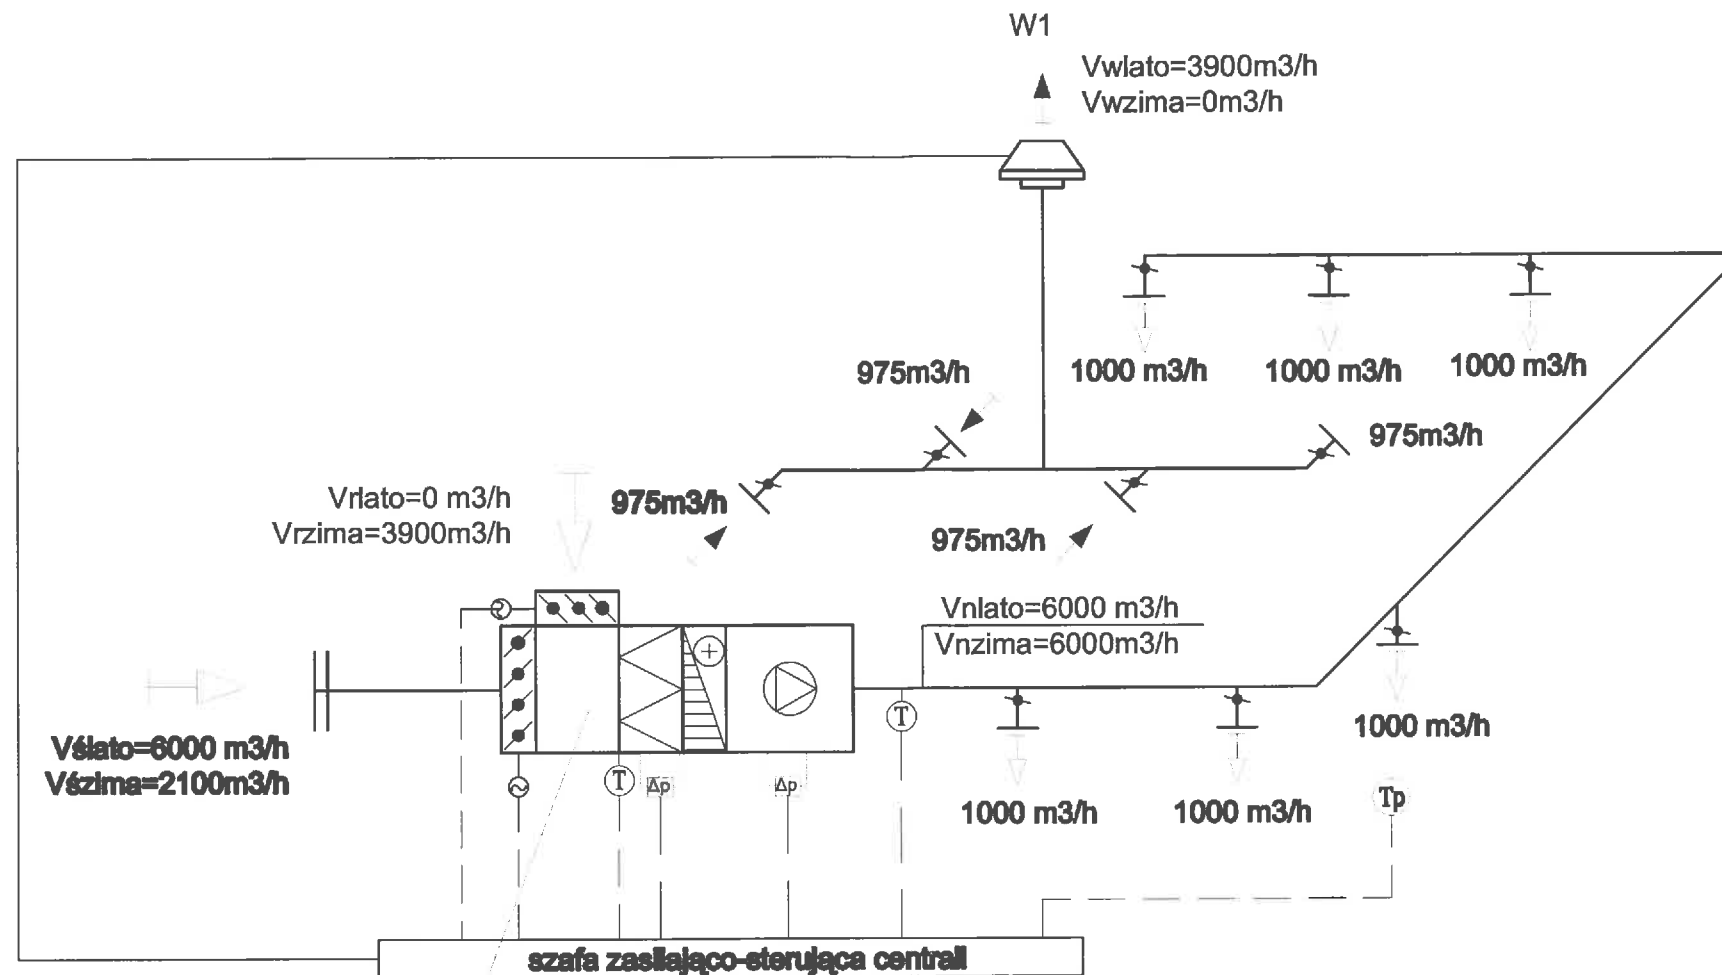 W1
Vwlato=3900m3/h
Vwzima=0m3/h
975m3/h
1000 m3/h
1000 m3/h
1000 m3/h
975m3/h
Vrlato=0 m3/h
Vrzima=3900m3/h
975m3/h
975m3/h
Vnlato=6000 m3/h
Vnzima=6000m3/h
+
T
Vślato=6000 m3/h
Vśzima=2100m3/h
T
Δp
Δp
1000 m3/h
1000 m3/h
1000 m3/h
Tp
szafa zasilająco-sterująca centrali